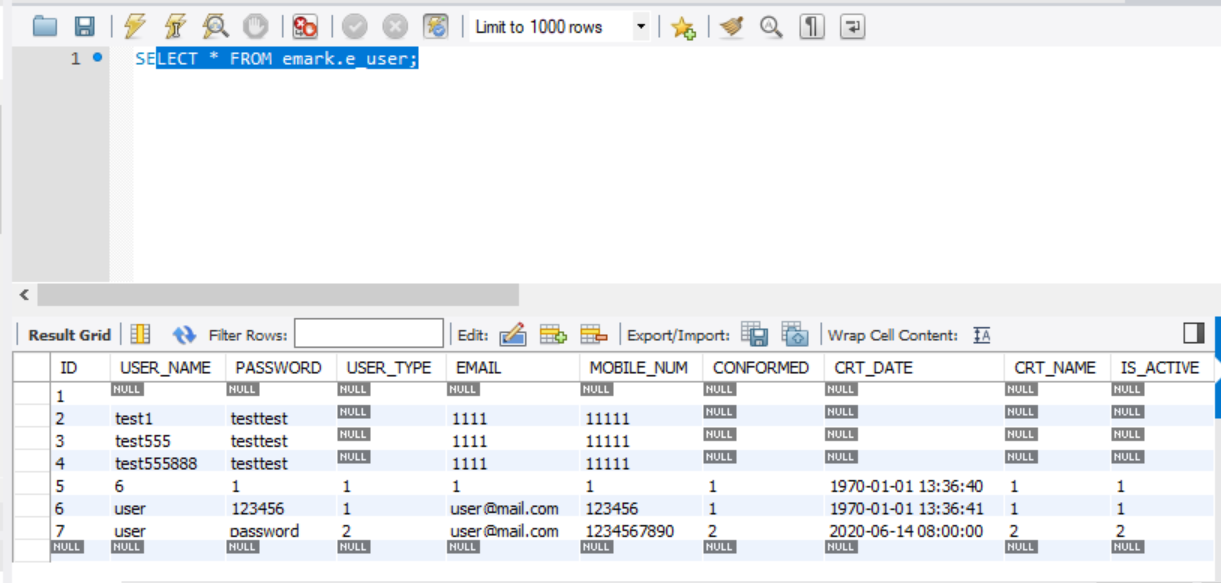 Limit to 1000 rows
1 SELECT * FROM emark.e_user;
Result Grid Filter Rows: Edit: Export/Import: Wrap Cell Content: IA
ID USER_NAME PASSWORD USER_TYPE EMAIL MOBILE_NUM CONFORMED CRT_DATE CRT_NAME IS_ACTIVE
1 NULL NULL NULL NULL NULL NULL NULL NULL NULL
2 test1 testtest NULL 1111 11111 NULL NULL NULL NULL
3 test555 testtest NULL 1111 11111 NULL NULL NULL NULL
4 test555888 testtest NULL 1111 11111 NULL NULL NULL NULL
5 6 1 1 1 1 1 1970-01-01 13:36:40 1 1
6 user 123456 1 user@mail.com 123456 1 1970-01-01 13:36:41 1 1
7 user password 2 user@mail.com 1234567890 2 2020-06-14 08:00:00 2 2
NULL NULL NULL NULL NULL NULL NULL NULL NULL NULL